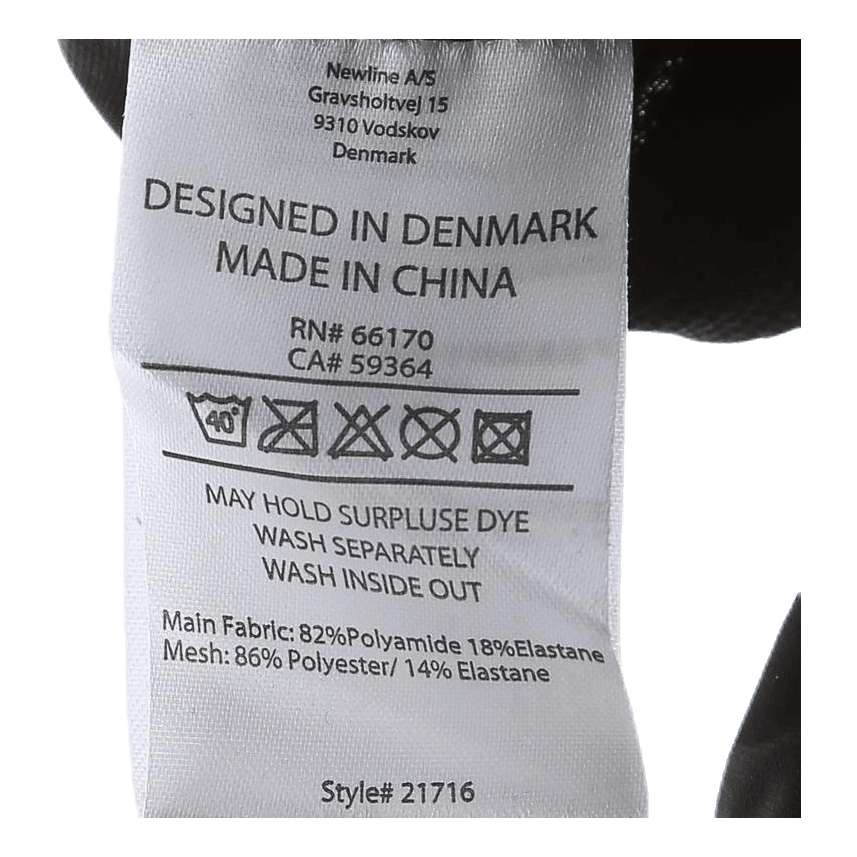 Newline A/S
Gravsholtvej 15
9310 Vodskov
Denmark
DESIGNED IN DENMARK
MADE IN CHINA
RN# 66170
CA# 59364
40°
MAY HOLD SURPLUSE DYE
WASH SEPARATELY
WASH INSIDE OUT
Main Fabric: 82%Polyamide 18%Elastane
Mesh: 86% Polyester/ 14% Elastane
Style# 21716